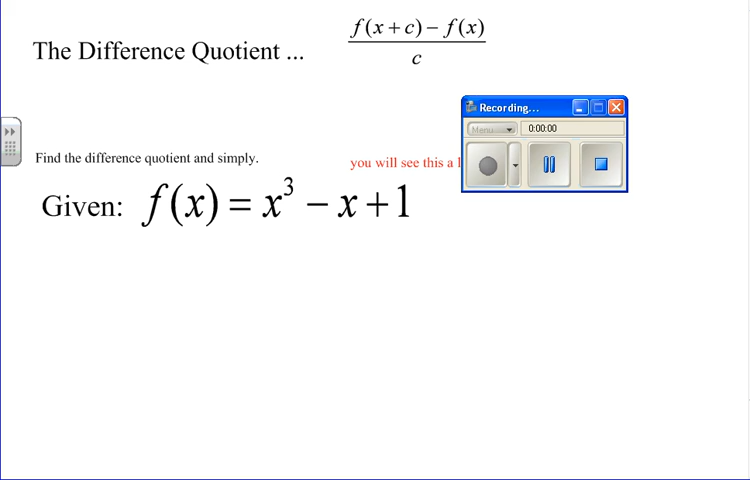 The Difference Quotient ... f(x+c)−f(x)
c
Recording...
Menu 0:00:00
Find the difference quotient and simply. you will see this a
Given: f(x) = x³ − x + 1